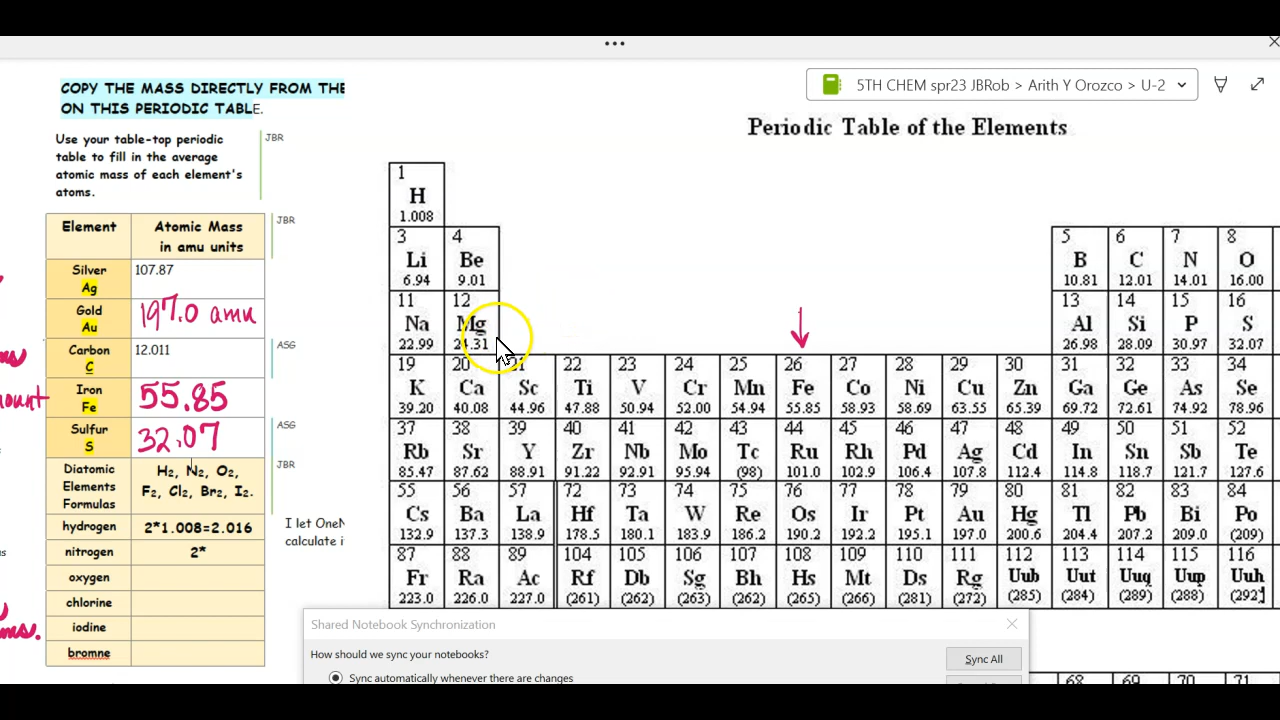 •••
COPY THE MASS DIRECTLY FROM THE
ON THIS PERIODIC TABLE.
5TH CHEM spr23 JBRob > Arith Y Orozco > U-2
Use your table-top periodic
table to fill in the average
atomic mass of each element's
atoms.
JBR
Element Atomic Mass
in amu units
JBR
Silver
Ag
107.87
Gold
Au
197.0 amu
Carbon
C
12.011
ASG
Iron
Fe
55.85
Sulfur
S
32.07
ASG
Diatomic
Elements
Formulas
H2, N2, O2,
F2, Cl2, Br2, I2.
JBR
hydrogen 2*1.008=2.016
nitrogen 2*
oxygen
chlorine
iodine
bromne
ms
ount
ms.
I let OneN
calculate i
Periodic Table of the Elements
1
H
1.008
3 4 5 6 7 8
Li Be B C N O
6.94 9.01 10.81 12.01 14.01 16.00
11 12 13 14 15 16
Na Mg Al Si P S
22.99 24.31 26.98 28.09 30.97 32.07
19 20 21 22 23 24 25 26 27 28 29 30 31 32 33 34
K Ca Sc Ti V Cr Mn Fe Co Ni Cu Zn Ga Ge As Se
39.20 40.08 44.96 47.88 50.94 52.00 54.94 55.85 58.93 58.69 63.55 65.39 69.72 72.61 74.92 78.96
37 38 39 40 41 42 43 44 45 46 47 48 49 50 51 52
Rb Sr Y Zr Nb Mo Tc Ru Rh Pd Ag Cd In Sn Sb Te
85.47 87.62 88.91 91.22 92.91 95.94 (98) 101.0 102.9 106.4 107.8 112.4 114.8 118.7 121.7 127.6
55 56 57 72 73 74 75 76 77 78 79 80 81 82 83 84
Cs Ba La Hf Ta W Re Os Ir Pt Au Hg Tl Pb Bi Po
132.9 137.3 138.9 178.5 180.1 183.9 186.2 190.2 192.2 195.1 197.0 200.6 204.4 207.2 209.0 (209)
87 88 89 104 105 106 107 108 109 110 111 112 113 114 115 116
Fr Ra Ac Rf Db Sg Bh Hs Mt Ds Rg Uub Uut Uuq Uup Uuh
223.0 226.0 227.0 (261) (262) (263) (262) (265) (266) (281) (272) (285) (284) (289) (288) (292)
Shared Notebook Synchronization
How should we sync your notebooks?
Sync All
Sync automatically whenever there are changes
68 69 70 71